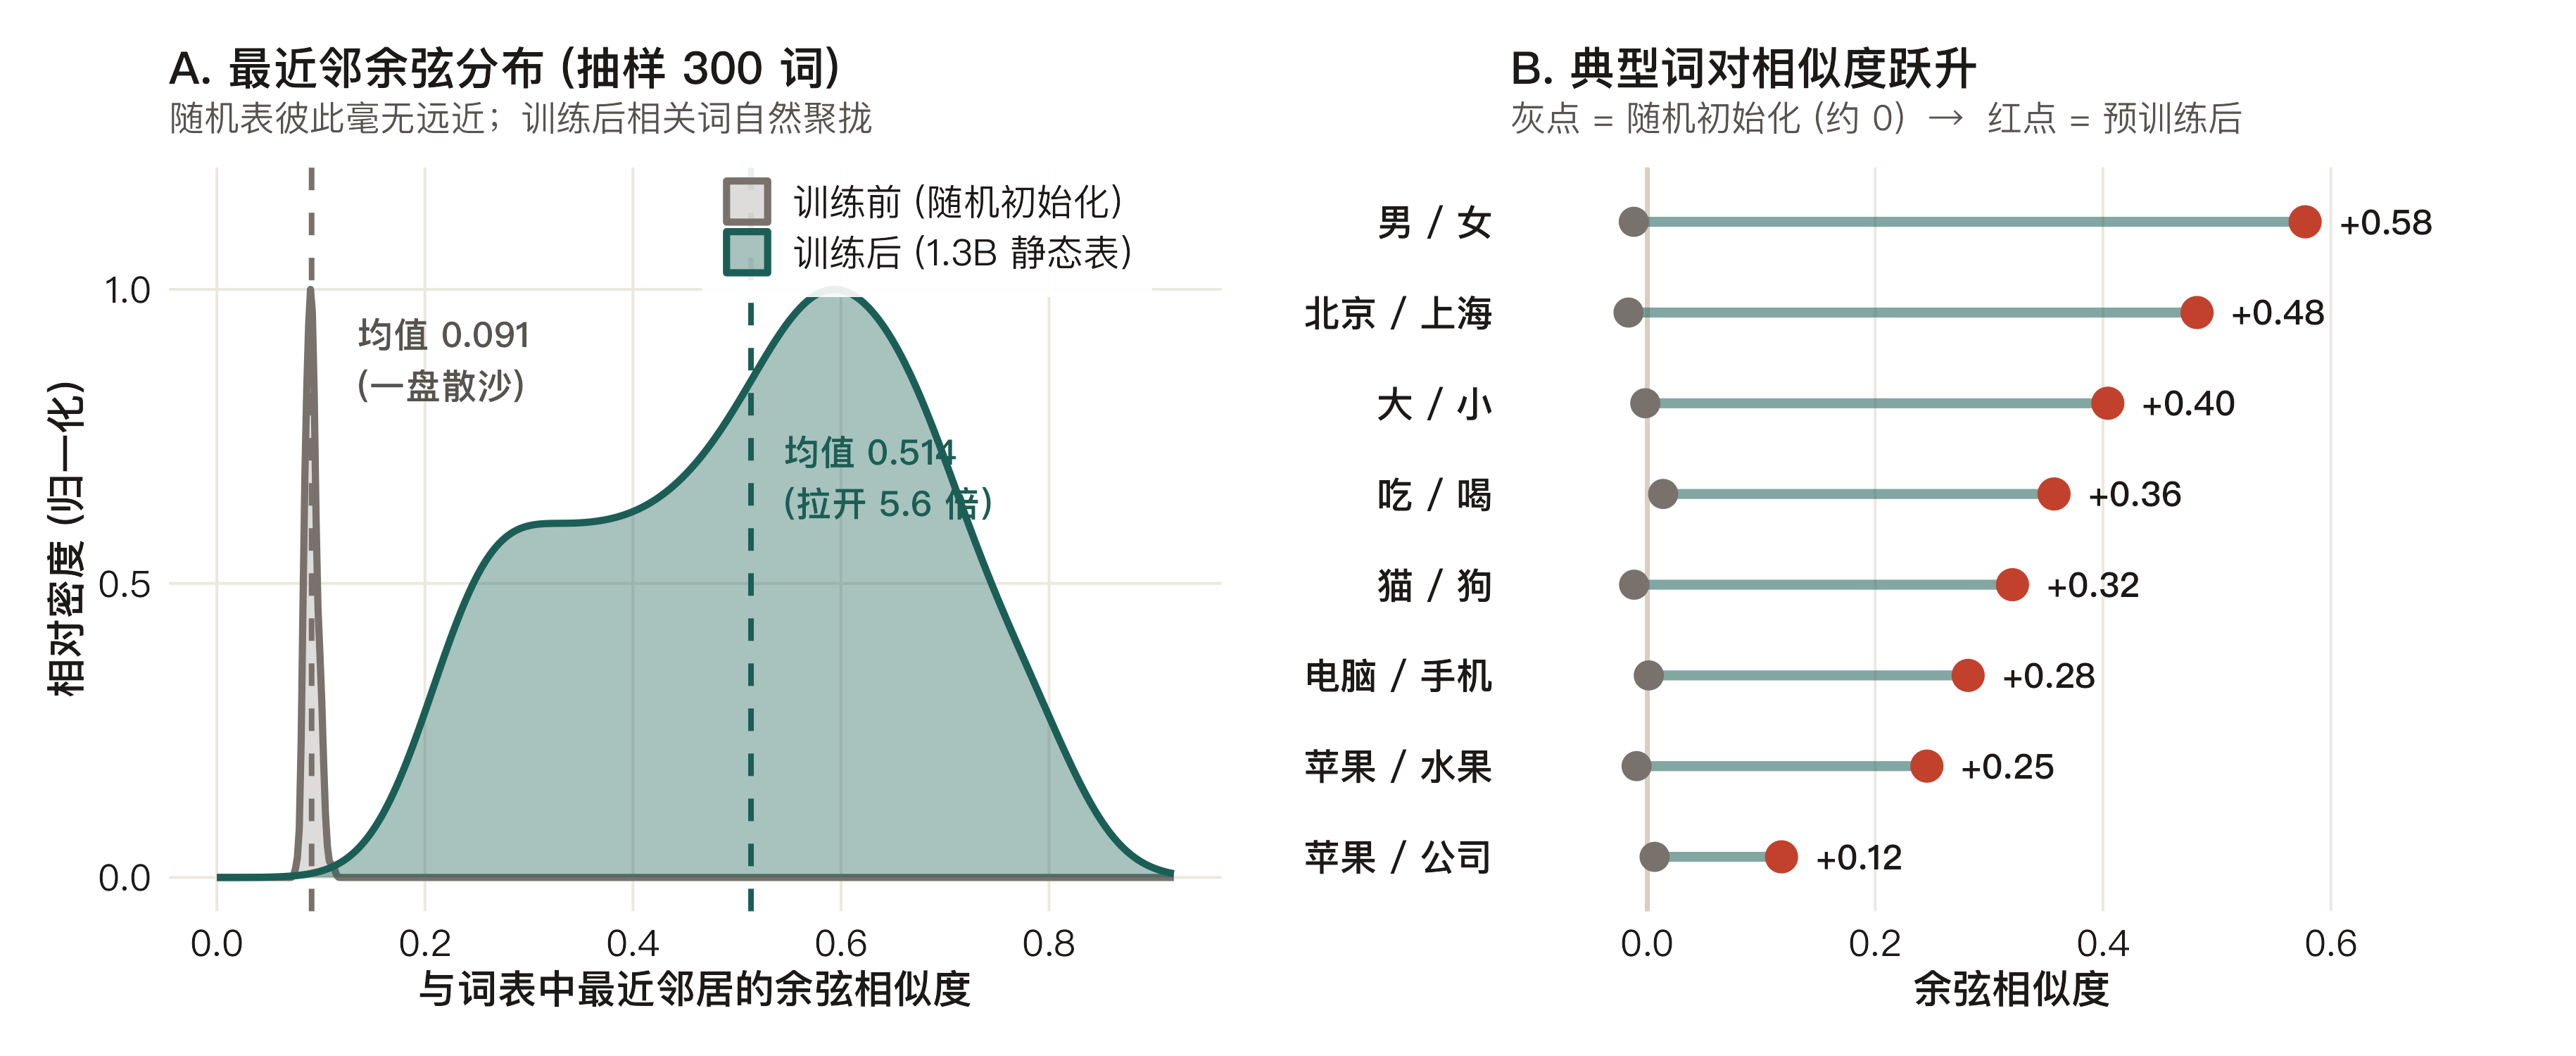 A. 最近邻余弦分布 (抽样 300 词)
随机表彼此毫无远近；训练后相关词自然聚拢
训练前 (随机初始化)
训练后 (1.3B 静态表)
均值 0.091
(一盘散沙)
均值 0.514
(拉开 5.6 倍)
相对密度 (归一化)
1.0
0.5
0.0
0.0 0.2 0.4 0.6 0.8
与词表中最近邻居的余弦相似度
B. 典型词对相似度跃升
灰点 = 随机初始化 (约 0) → 红点 = 预训练后
男 / 女 +0.58
北京 / 上海 +0.48
大 / 小 +0.40
吃 / 喝 +0.36
猫 / 狗 +0.32
电脑 / 手机 +0.28
苹果 / 水果 +0.25
苹果 / 公司 +0.12
0.0 0.2 0.4 0.6
余弦相似度